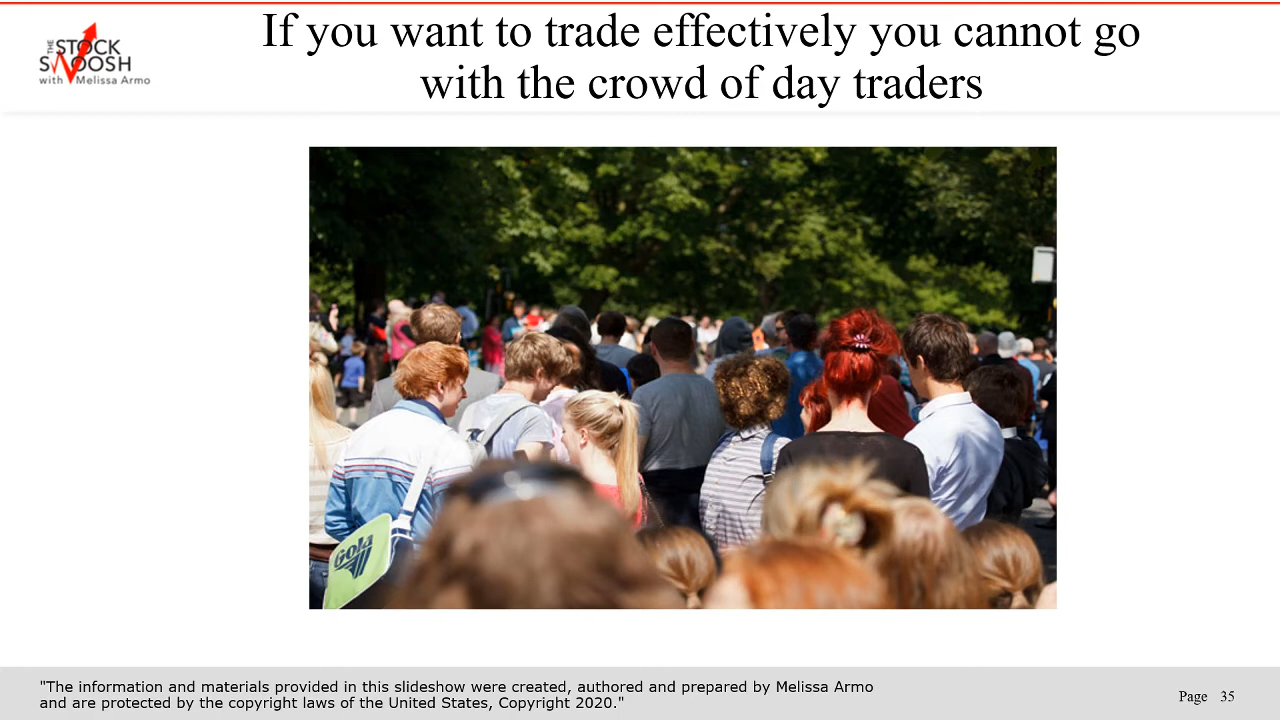 THE STOCK
SWOOSH
with Melissa Armo
If you want to trade effectively you cannot go
with the crowd of day traders
GOLA
"The information and materials provided in this slideshow were created, authored and prepared by Melissa Armo
and are protected by the copyright laws of the United States, Copyright 2020."
Page 35